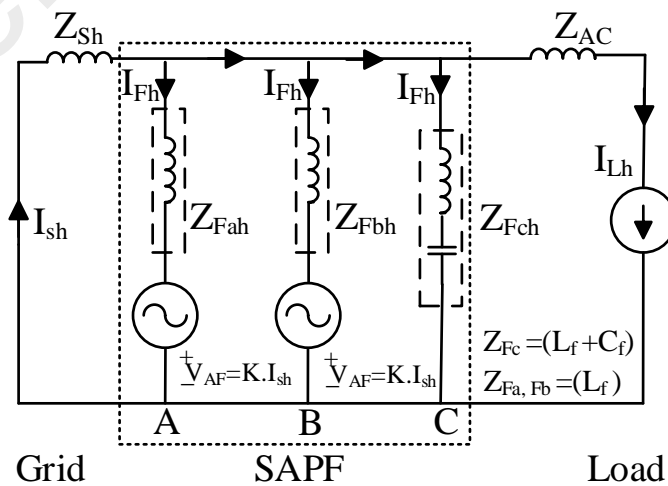 Z_Sh
Z_AC
I_Fh I_Fh I_Fh
I_Lh
Z_Fah Z_Fbh Z_Fch
I_sh
+
−
V_AF=K.I_sh
+
−
V_AF=K.I_sh
Z_Fc=(L_f+C_f)
Z_Fa, Fb=(L_f)
A B C
Grid SAPF Load